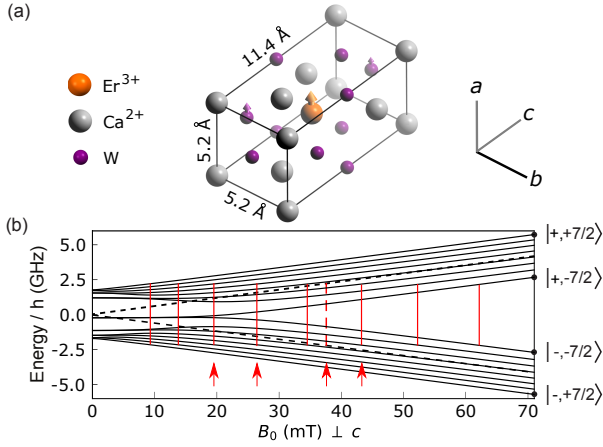 (a)
11.4 Å
Er³⁺
Ca²⁺
W
5.2 Å
5.2 Å
a
c
b
(b)
Energy / h (GHz)
5.0
2.5
0.0
-2.5
-5.0
0 10 20 30 40 50 60 70
B₀ (mT) ⊥ c
|+,+7/2⟩
|+,-7/2⟩
|-,-7/2⟩
|-,+7/2⟩